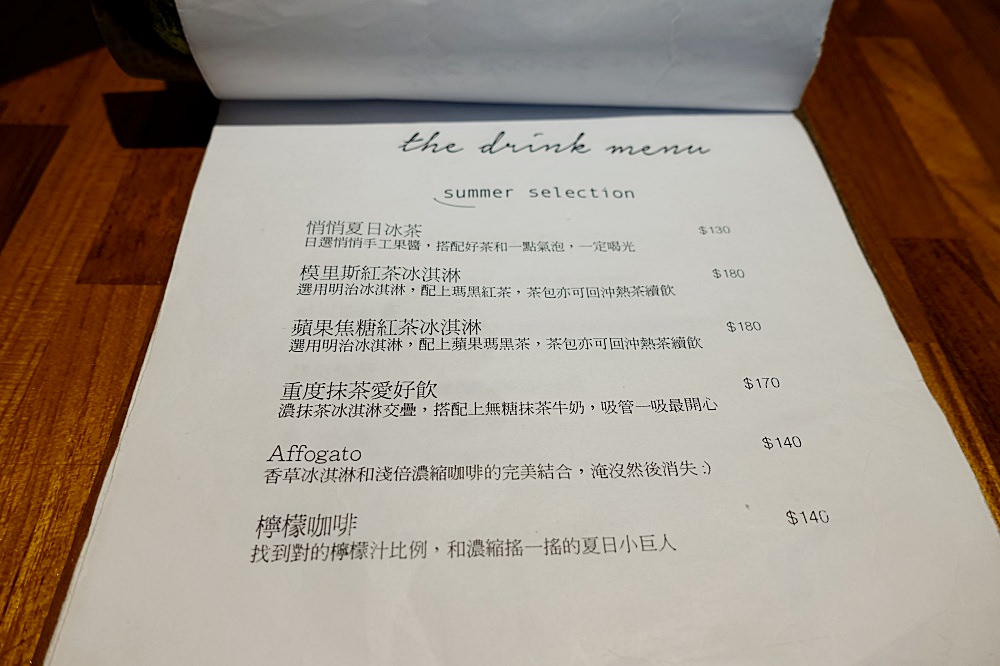 the drink menu
summer selection
悄悄夏日冰茶 $130
日選悄悄手工果醬，搭配好茶和一點氣泡，一定喝光
模里斯紅茶冰淇淋 $180
選用明治冰淇淋，配上瑪黑紅茶，茶包亦可回沖熱茶續飲
蘋果焦糖紅茶冰淇淋 $180
選用明治冰淇淋，配上蘋果瑪黑茶，茶包亦可回沖熱茶續飲
重度抹茶愛好飲 $170
濃抹茶冰淇淋交疊，搭配上無糖抹茶牛奶，吸管一吸最開心
Affogato $140
香草冰淇淋和淺倍濃縮咖啡的完美結合，淹沒然後消失 :)
檸檬咖啡 $140
找到對的檸檬汁比例，和濃縮搖一搖的夏日小巨人